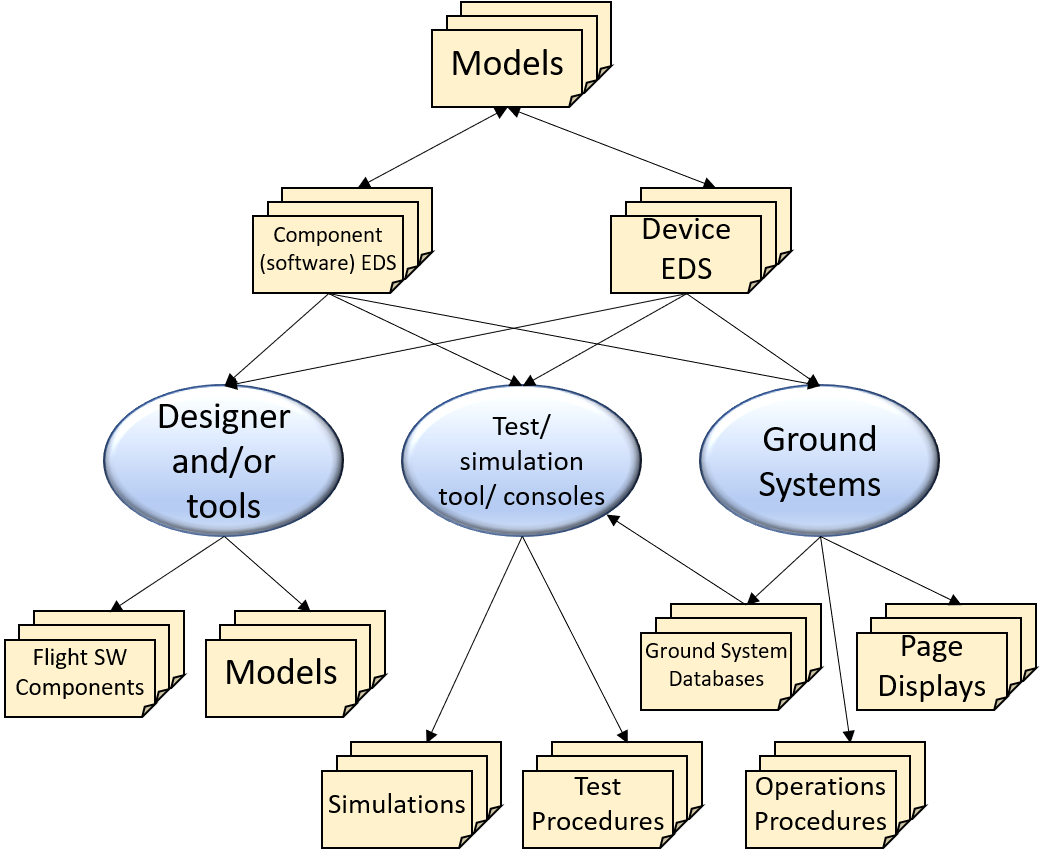 Models
Component
(software) EDS
Device
EDS
Designer
and/or
tools
Test/
simulation
tool/ consoles
Ground
Systems
Flight SW
Components
Models
Ground System
Databases
Page
Displays
Simulations
Test
Procedures
Operations
Procedures